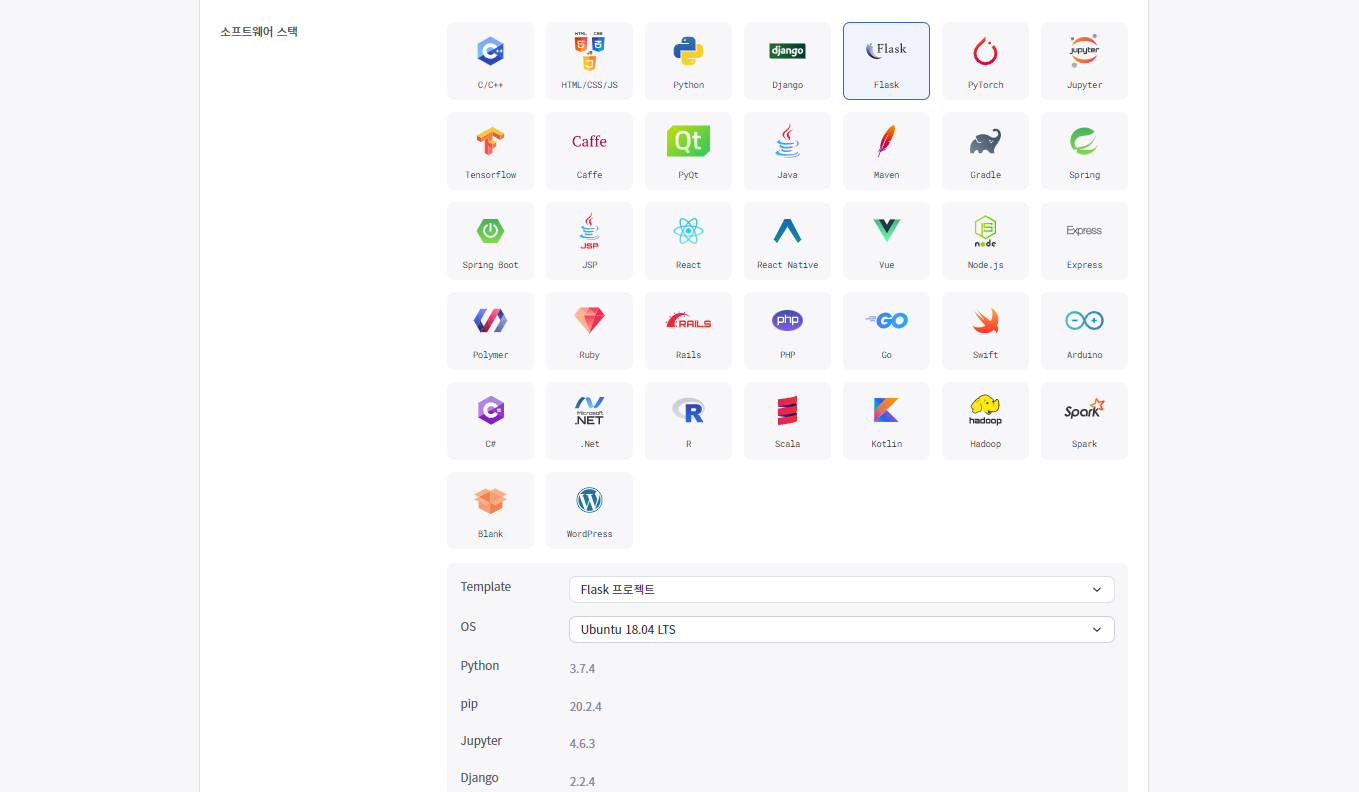 소프트웨어 스택
C/C++
HTML CSS JS
HTML/CSS/JS
Python
django
Django
Flask
Flask
PyTorch
jupyter
Jupyter
Tensorflow
Caffe
Caffe
Qt
PyQt
Java
Maven
Gradle
Spring
Spring Boot
JSP
JSP
React
React Native
Vue
JS
node
Node.js
Express
Express
Polymer
Ruby
RAILS
Rails
php
PHP
GO
Go
Swift
Arduino
C#
Microsoft
.NET
.Net
R
R
Scala
Kotlin
hadoop
Hadoop
Spark
Spark
Blank
WordPress
Template Flask 프로젝트
OS Ubuntu 18.04 LTS
Python 3.7.4
pip 20.2.4
Jupyter 4.6.3
Django 2.2.4